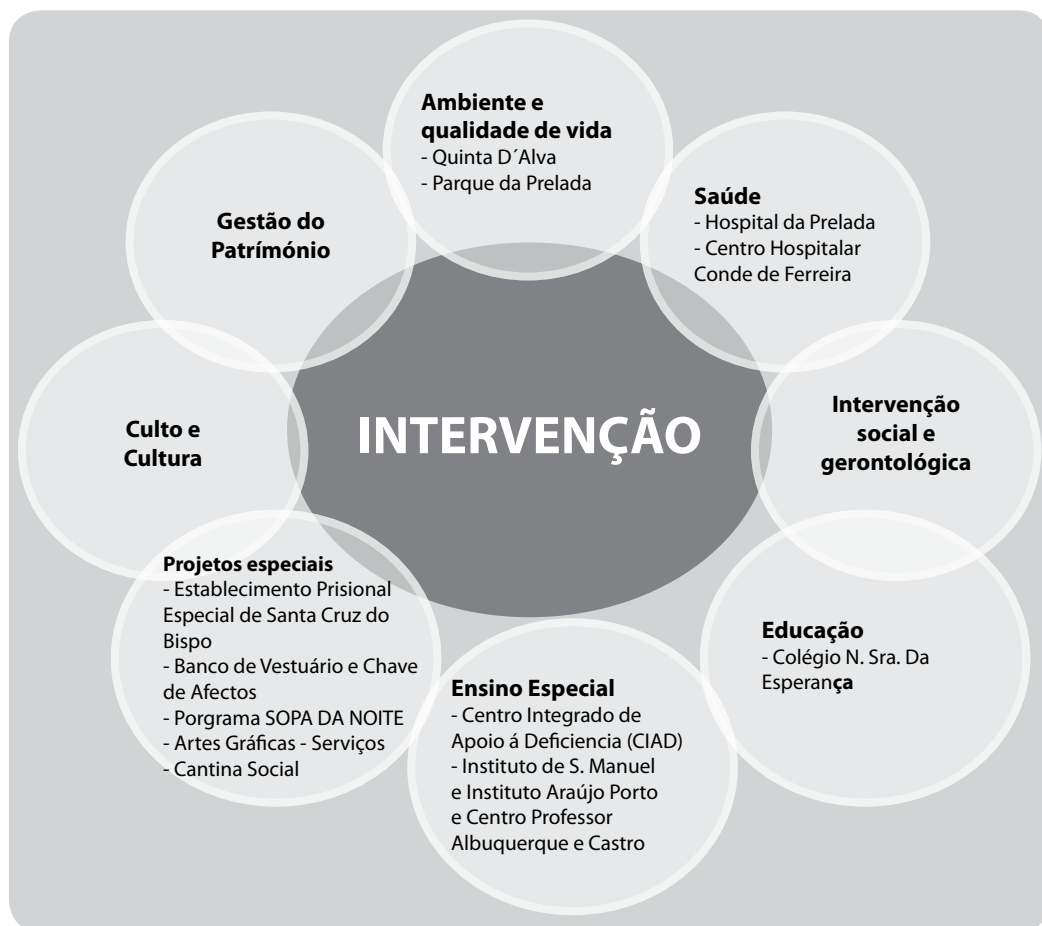 Ambiente e
qualidade de vida
- Quinta D´Alva
- Parque da Prelada
Saúde
- Hospital da Prelada
- Centro Hospitalar
Conde de Ferreira
Gestão do
Patrímónio
INTERVENÇÃO
Intervenção
social e
gerontológica
Culto e
Cultura
Projetos especiais
- Establecimento Prisional
Especial de Santa Cruz do
Bispo
- Banco de Vestuário e Chave
de Afectos
- Porgrama SOPA DA NOITE
- Artes Gráficas - Serviços
- Cantina Social
Ensino Especial
- Centro Integrado de
Apoio á Deficiencia (CIAD)
- Instituto de S. Manuel
e Instituto Araújo Porto
e Centro Professor
Albuquerque e Castro
Educação
- Colégio N. Sra. Da
Esperança